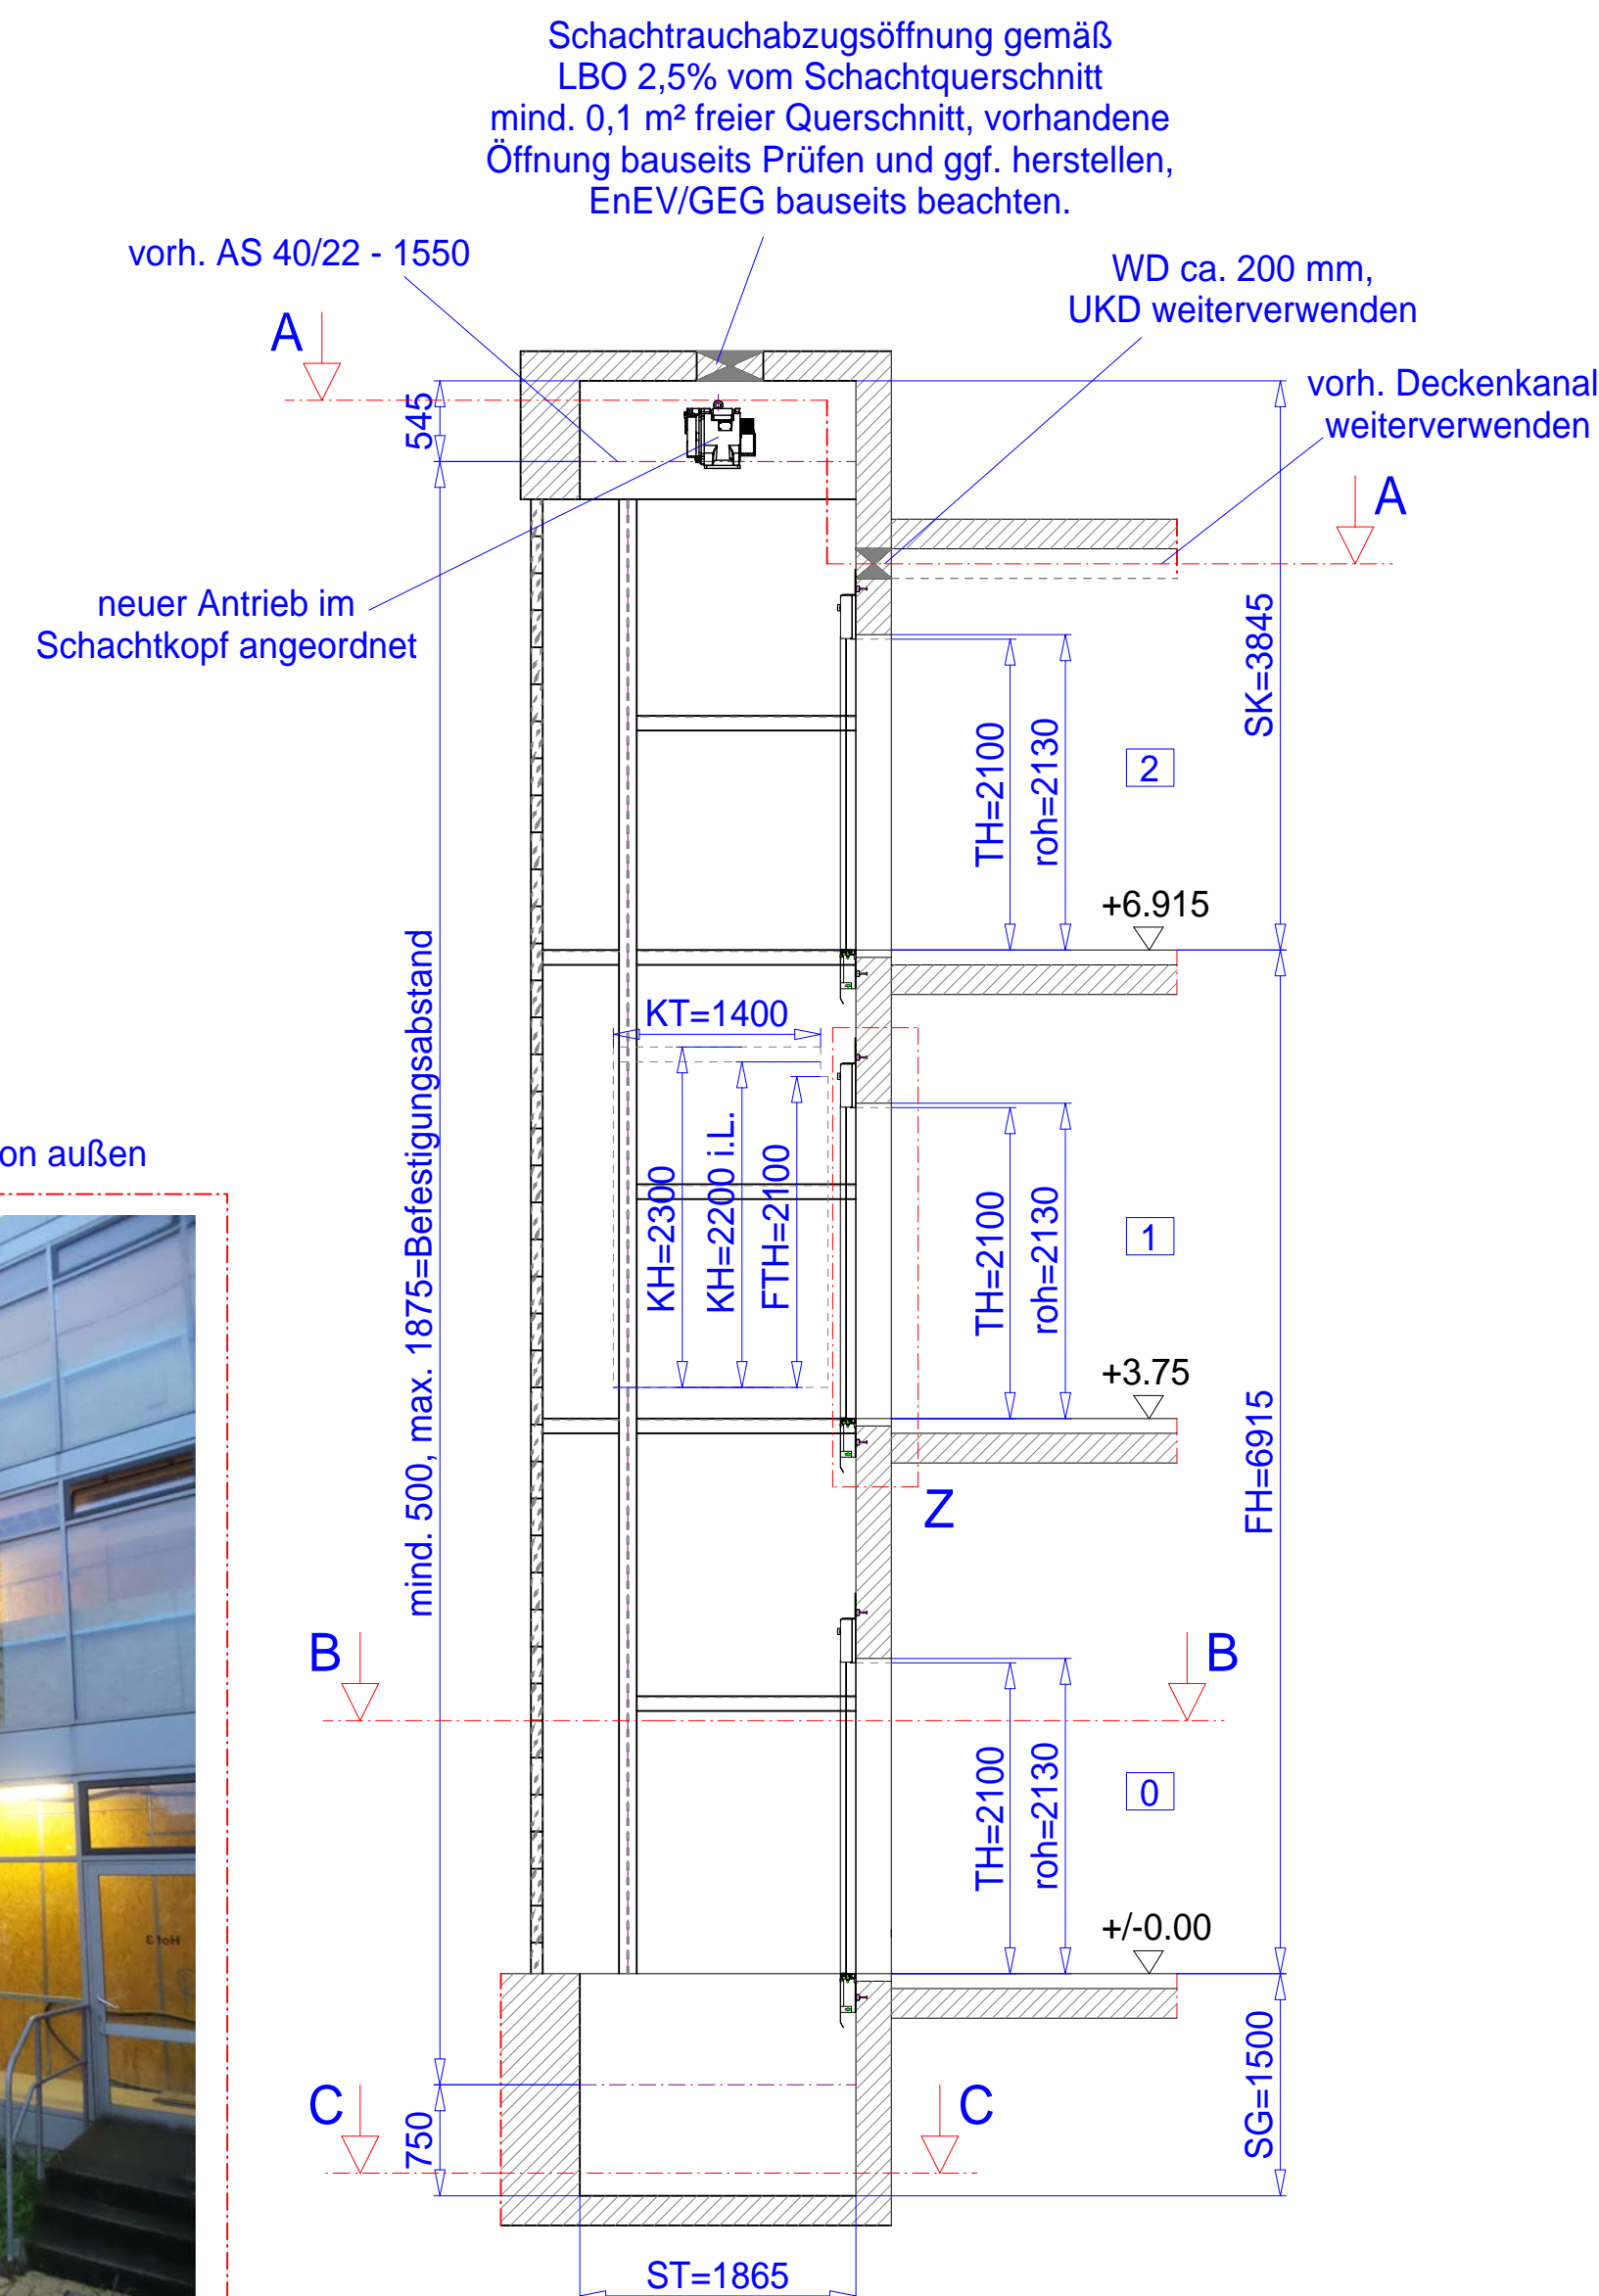 Schachtrauchabzugsöffnung gemäß
LBO 2,5% vom Schachtquerschnitt
mind. 0,1 m² freier Querschnitt, vorhandene
Öffnung bauseits Prüfen und ggf. herstellen,
EnEV/GEG bauseits beachten.
vorh. AS 40/22 - 1550
WD ca. 200 mm,
UKD weiterverwenden
A
vorh. Deckenkanal
weiterverwenden
545
A
neuer Antrieb im
Schachtkopf angeordnet
SK=3845
TH=2100
roh=2130
2
+6.915
mind. 500, max. 1875=Befestigungsabstand
KT=1400
KH=2300
KH=2200 i.L.
FTH=2100
TH=2100
roh=2130
1
on außen
+3.75
FH=6915
Z
B
B
TH=2100
roh=2130
0
Hof 3
+/-0.00
C
C
750
SG=1500
ST=1865